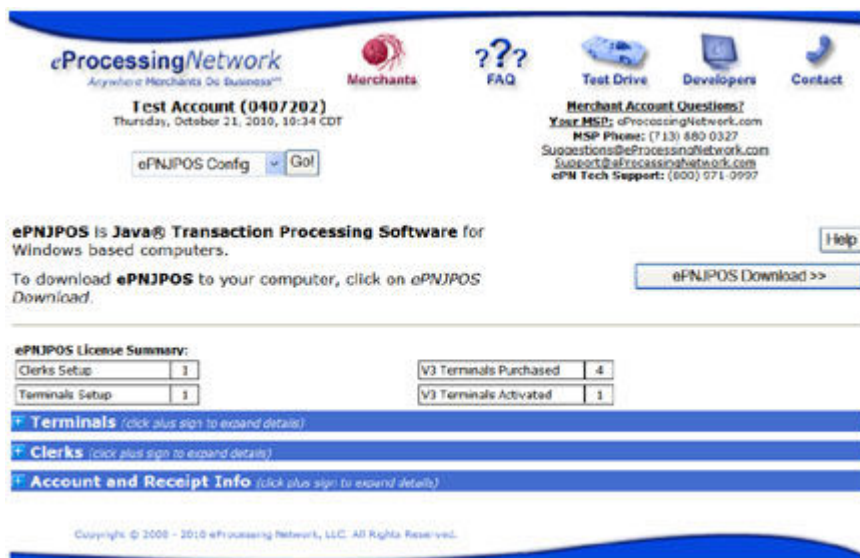 eProcessingNetwork
Anywhere Merchants Do Business℠
Merchants
???
FAQ
Test Drive
Developers
Contact
Test Account (0407202)
Thursday, October 21, 2010, 10:34 CDT
ePNJPOS Config
Go!
Merchant Account Questions?
Your MSP: eProcessingNetwork.com
MSP Phone: (713) 880 0327
Suggestions@eProcessingNetwork.com
Support@eProcessingNetwork.com
ePN Tech Support: (800) 971-0997
ePNJPOS is Java® Transaction Processing Software for
Windows based computers.
Help
To download ePNJPOS to your computer, click on ePNJPOS
Download.
ePNJPOS Download >>
ePNJPOS License Summary:
Clerks Setup 1
V3 Terminals Purchased 4
Terminals Setup 1
V3 Terminals Activated 1
+ Terminals (click plus sign to expand details)
+ Clerks (click plus sign to expand details)
+ Account and Receipt Info (click plus sign to expand details)
Copyright © 2000 - 2010 eProcessing Network, LLC. All Rights Reserved.